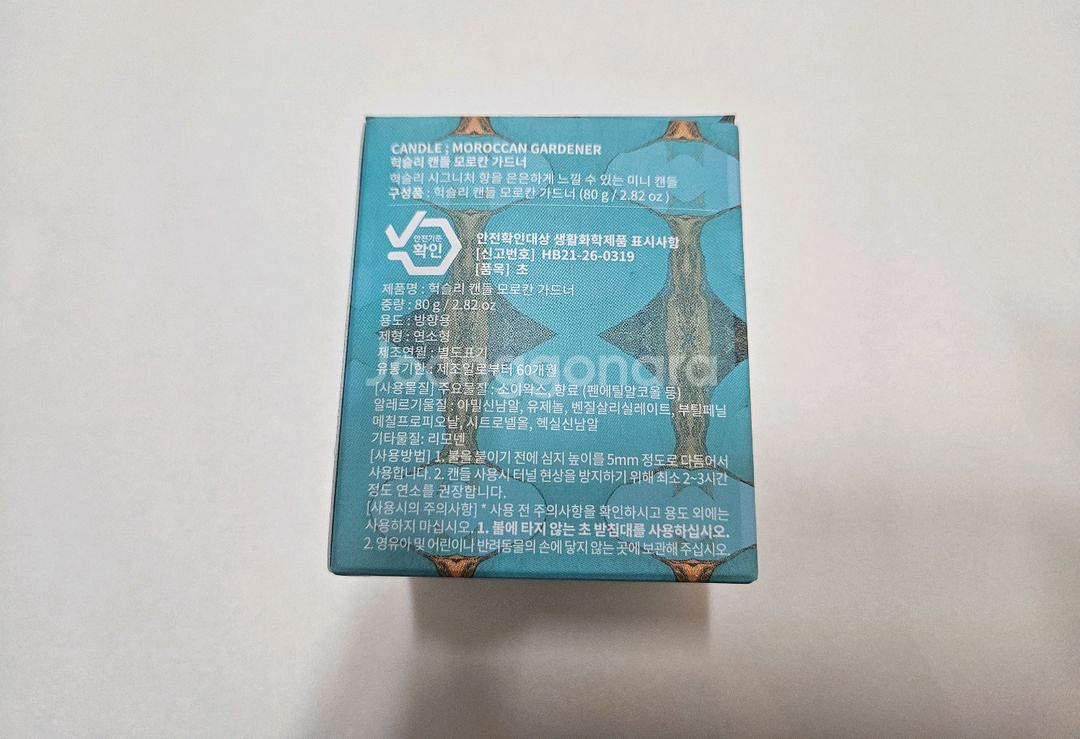 CANDLE ; MOROCCAN GARDENER
헉슬리 캔들 모로칸 가드너
헉슬리 시그니처 향을 은은하게 느낄 수 있는 미니 캔들
구성품 : 헉슬리 캔들 모로칸 가드너 (80 g / 2.82 oz )
안전기준
확인
안전확인대상 생활화학제품 표시사항
[신고번호] HB21-26-0319
[품목] 초
제품명 : 헉슬리 캔들 모로칸 가드너
중량 : 80 g / 2.82 oz
용도 : 방향용
제형 : 연소형
제조연월 : 별도표기
유통기한 : 제조일로부터 60개월
joonggonara
[사용물질] 주요물질 : 소이왁스, 향료 (펜에틸알코올 등)
알레르기물질 : 아밀신남알, 유제놀, 벤질살리실레이트, 부틸페닐
메칠프로피오날, 시트로넬올, 헥실신남알
기타물질: 리모넨
[사용방법] 1. 불을 붙이기 전에 심지 높이를 5mm 정도로 다듬어서
사용합니다. 2. 캔들 사용시 터널 현상을 방지하기 위해 최소 2~3시간
정도 연소를 권장합니다.
[사용시의 주의사항] * 사용 전 주의사항을 확인하시고 용도 외에는
사용하지 마십시오. 1. 불에 타지 않는 초 받침대를 사용하십시오.
2. 영유아 및 어린이나 반려동물의 손에 닿지 않는 곳에 보관해 주십시오.